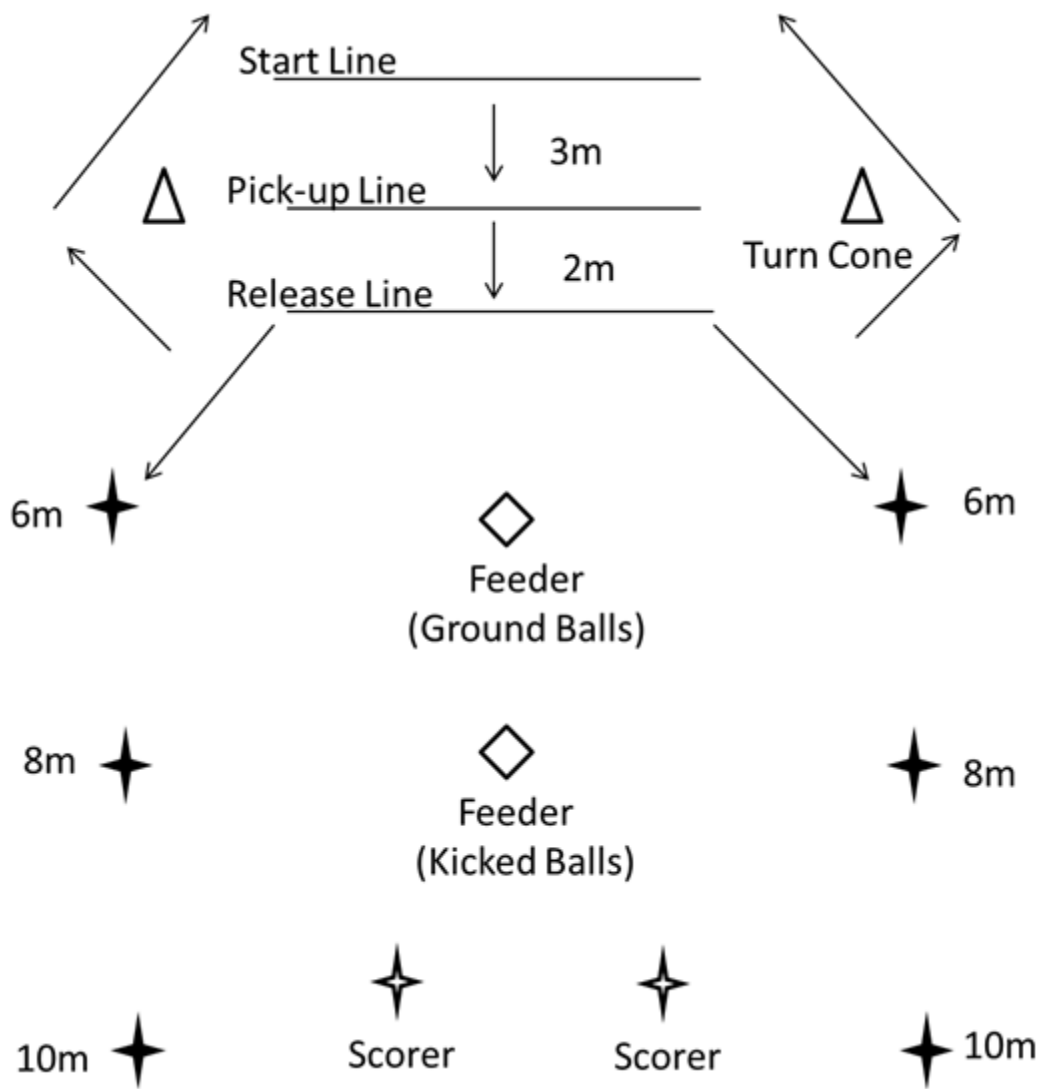 Start Line
3m
Pick-up Line
Turn Cone
2m
Release Line
6m
6m
Feeder
(Ground Balls)
8m
8m
Feeder
(Kicked Balls)
10m
Scorer
Scorer
10m